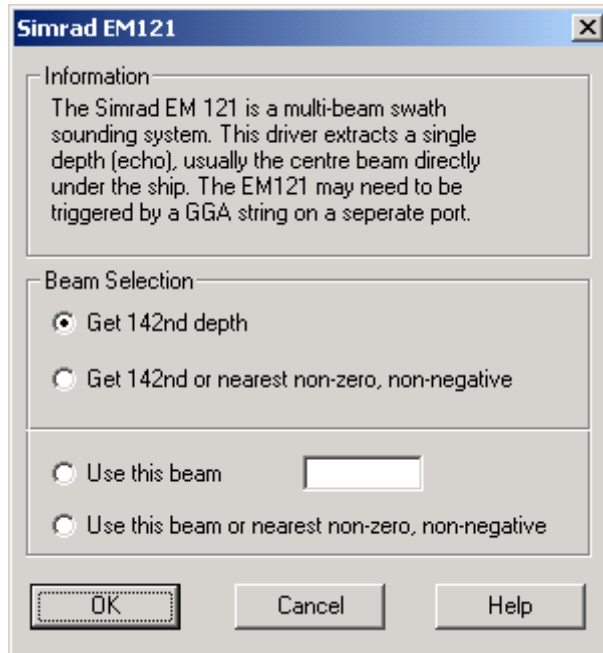 Simrad EM121
Information
The Simrad EM 121 is a multi-beam swath
sounding system. This driver extracts a single
depth (echo), usually the centre beam directly
under the ship. The EM121 may need to be
triggered by a GGA string on a seperate port.
Beam Selection
Get 142nd depth
Get 142nd or nearest non-zero, non-negative
Use this beam
Use this beam or nearest non-zero, non-negative
OK Cancel Help